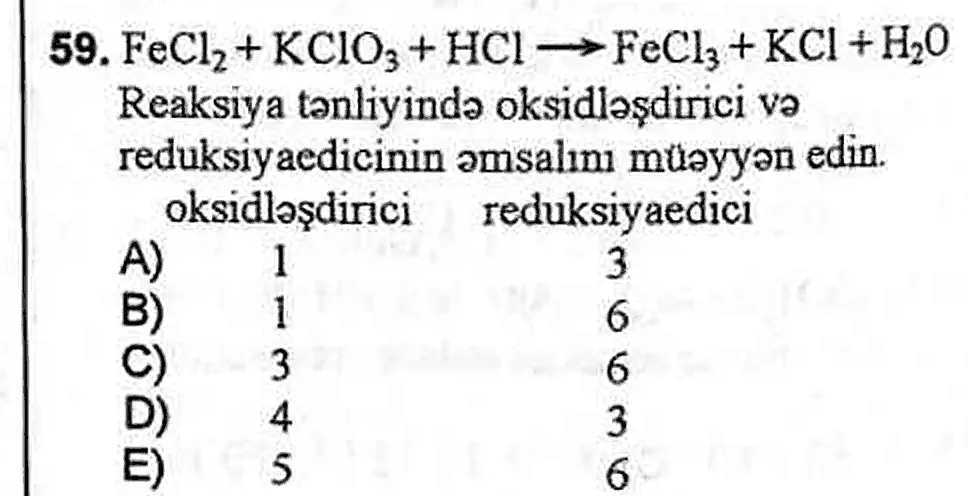 59. FeCl₂ + KClO₃ + HCl ⟶ FeCl₃ + KCl + H₂O
Reaksiya tənliyində oksidləşdirici və
reduksiyaedicinin əmsalını müəyyən edin.
oksidləşdirici reduksiyaedici
A) 1 3
B) 1 6
C) 3 6
D) 4 3
E) 5 6